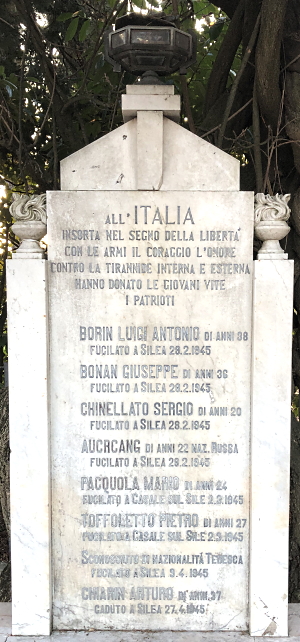 ALL'ITALIA
INSORTA NEL SEGNO DELLA LIBERTA'
CON LE ARMI IL CORAGGIO L'ONORE
CONTRO LA TIRANNIDE INTERNA E ESTERNA
HANNO DONATO LE GIOVANI VITE
I PATRIOTI
BORIN LUIGI ANTONIO DI ANNI 38
FUCILATO A SILEA 28.2.1945
BONAN GIUSEPPE DI ANNI 36
FUCILATO A SILEA 28.2.1945
CHINELLATO SERGIO DI ANNI 20
FUCILATO A SILEA 28.2.1945
AUCRCANG DI ANNI 22 NAZ. RUSSA
FUCILATO A SILEA 28.2.1945
PACQUOLA MARIO DI ANNI 24
FUCILATO A CASALE SUL SILE 2.3.1945
TOFFOLETTO PIETRO DI ANNI 27
FUCILATO A CASALE SUL SILE 2.3.1945
SCONOSCIUTO DI NAZIONALITÀ TEDESCA
FUCILATO A SILEA 9.4.1945
CHIARIN ARTURO DI ANNI 37
CADUTO A SILEA 27.4.1945